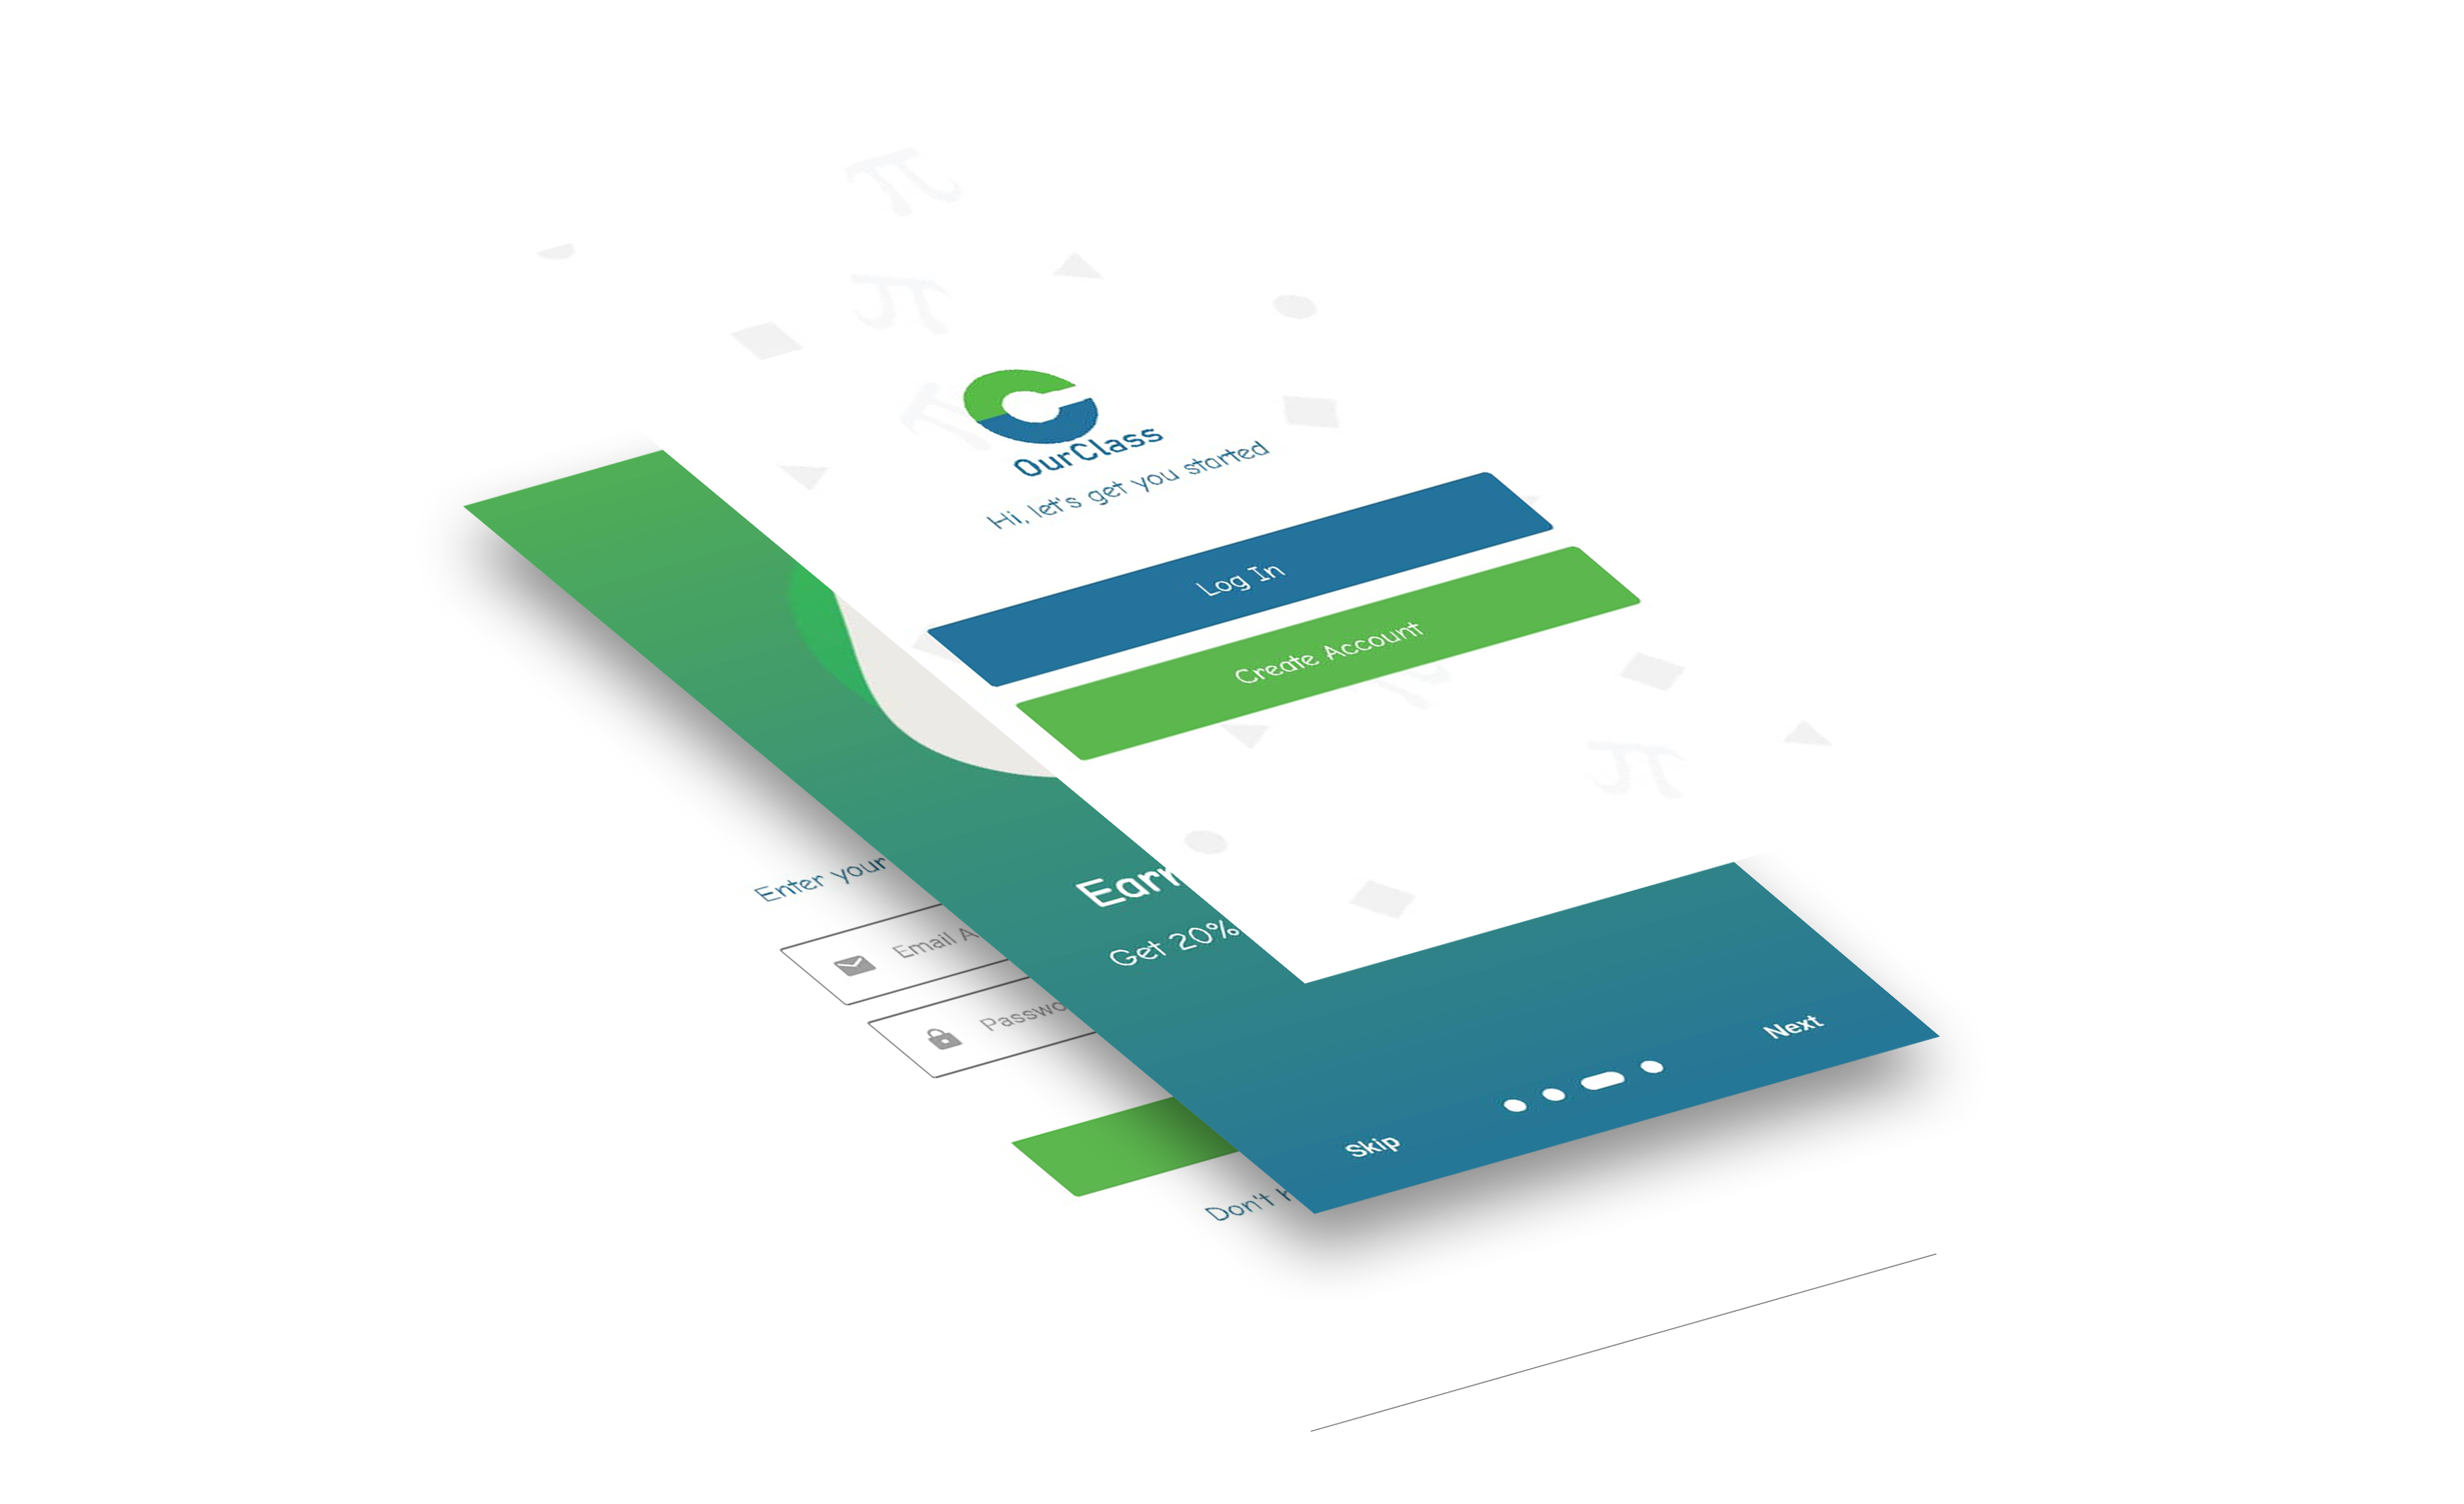 OurClass
Hi, let's get you started
Log In
Create Account
Earn
Get 20%
Skip
Next
Enter your
Email A
Passwo
Don't